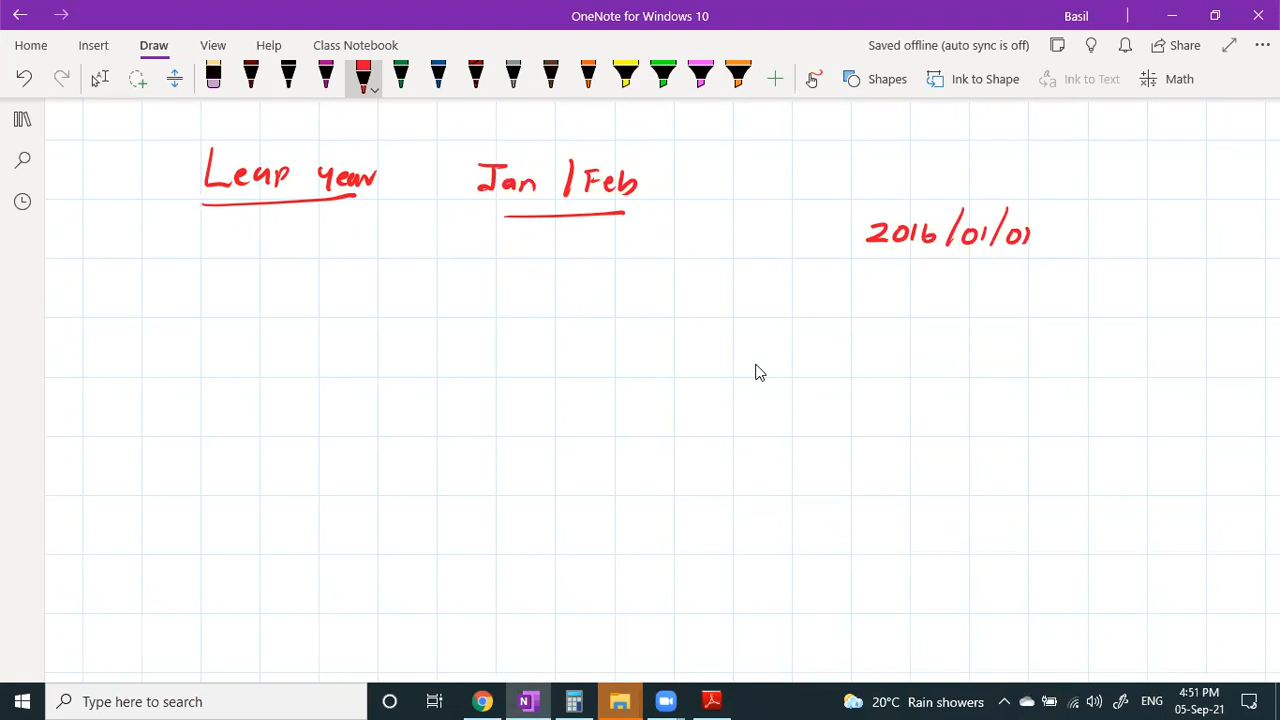 OneNote for Windows 10
Basil
Home Insert Draw View Help Class Notebook
Saved offline (auto sync is off)
Share
Shapes
Ink to Shape
Ink to Text
Math
Leap year Jan / Feb
2016/01/01
Type here to search
20°C Rain showers
ENG
4:51 PM
05-Sep-21